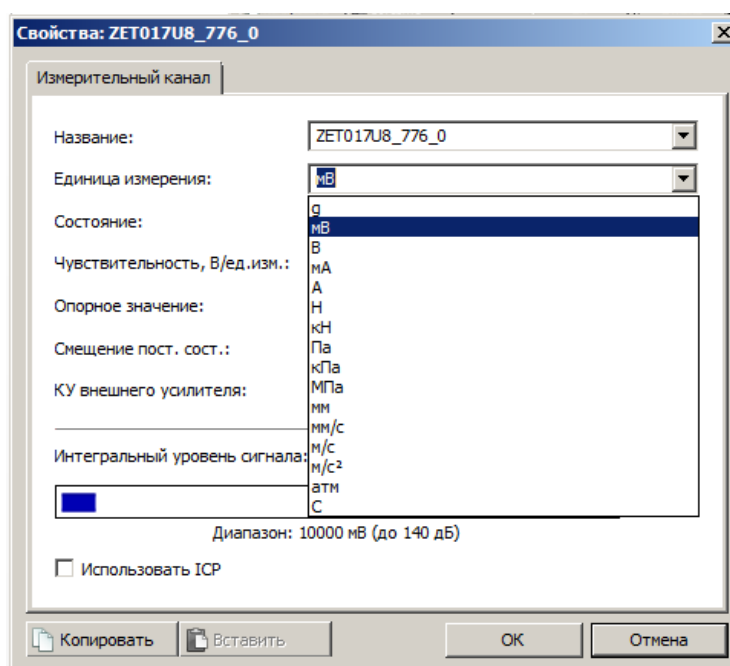 Свойства: ZET017U8_776_0
Измерительный канал
Название: ZET017U8_776_0
Единица измерения: мВ
Состояние:
Чувствительность, В/ед.изм.:
Опорное значение:
Смещение пост. сост.:
КУ внешнего усилителя:
g
мВ
В
мА
А
Н
кН
Па
кПа
МПа
мм
мм/с
м/с
м/с²
атм
С
Интегральный уровень сигнала:
Диапазон: 10000 мВ (до 140 дБ)
Использовать ICP
Копировать Вставить ОК Отмена